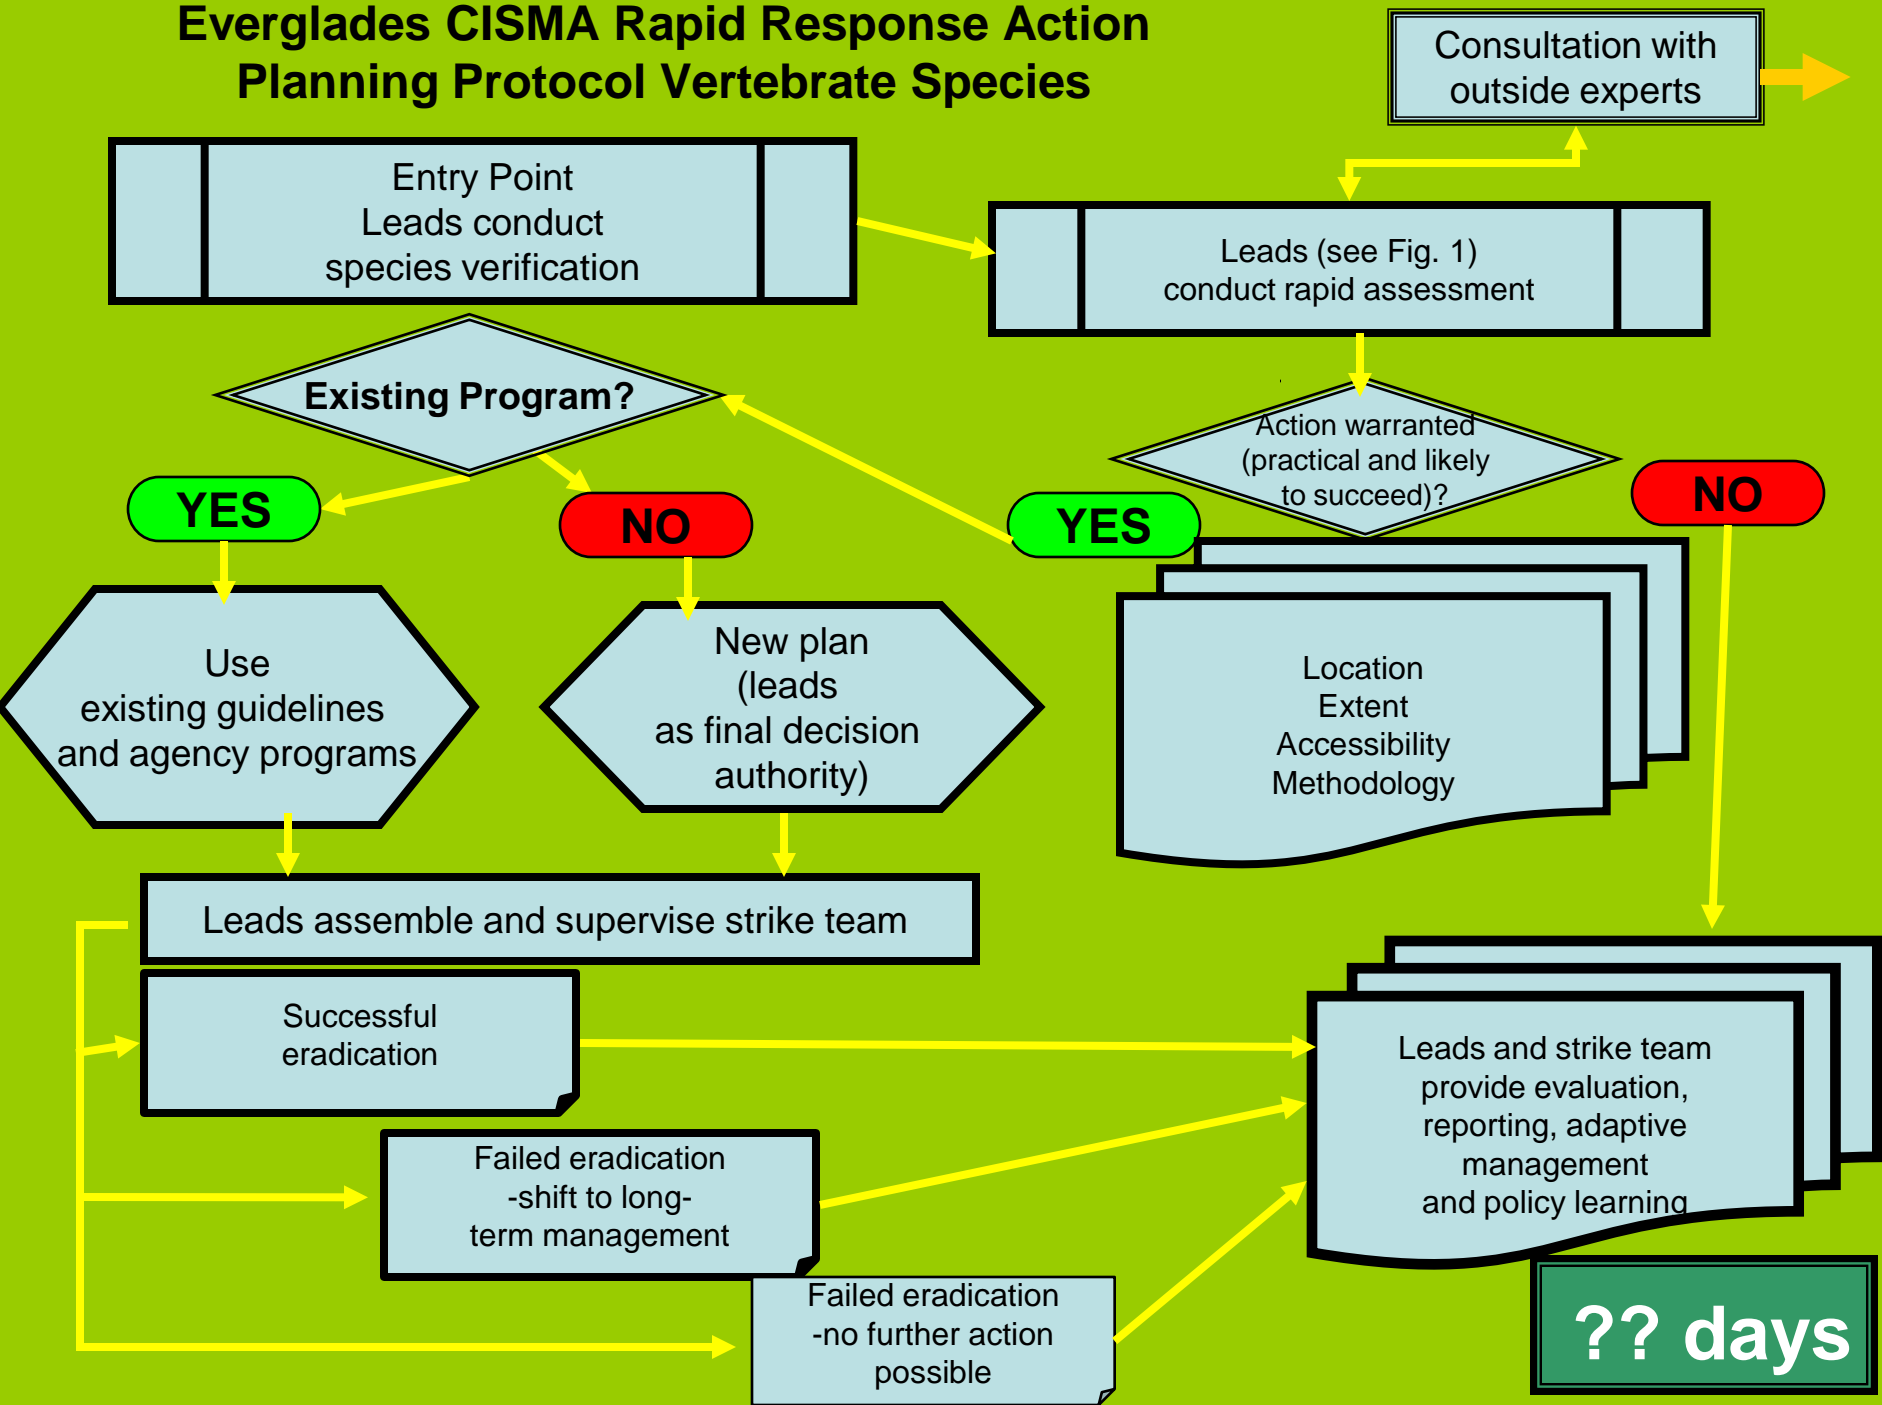 Everglades CISMA Rapid Response Action
Planning Protocol Vertebrate Species
Consultation with
outside experts
Entry Point
Leads conduct
species verification
Leads (see Fig. 1)
conduct rapid assessment
Existing Program?
Action warranted
(practical and likely
to succeed)?
YES
NO
YES
NO
Use
existing guidelines
and agency programs
New plan
(leads
as final decision
authority)
Location
Extent
Accessibility
Methodology
Leads assemble and supervise strike team
Successful
eradication
Leads and strike team
provide evaluation,
reporting, adaptive
management
and policy learning
Failed eradication
-shift to long-
term management
Failed eradication
-no further action
possible
?? days